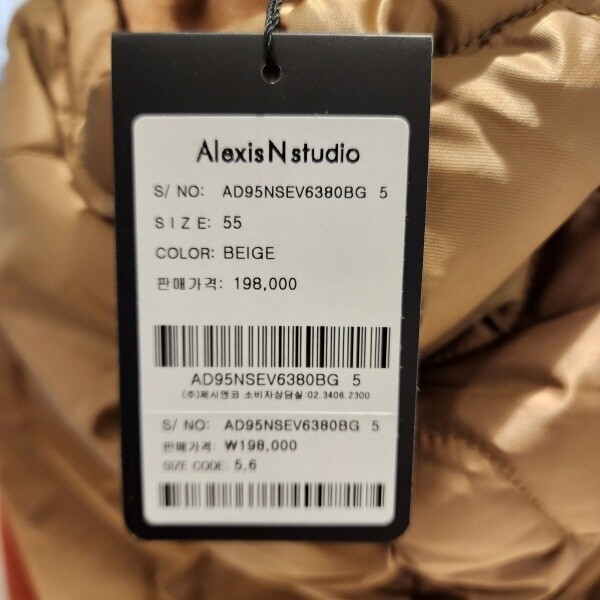 AlexisNstudio
S/ NO: AD95NSEV6380BG 5
SIZE: 55
COLOR: BEIGE
판매가격: 198,000
AD95NSEV6380BG 5
(주)제시앤코 소비자상담실:02.3406.2300
S/ NO: AD95NSEV6380BG 5
판매가격: ₩198,000
SIZE CODE: 5,6